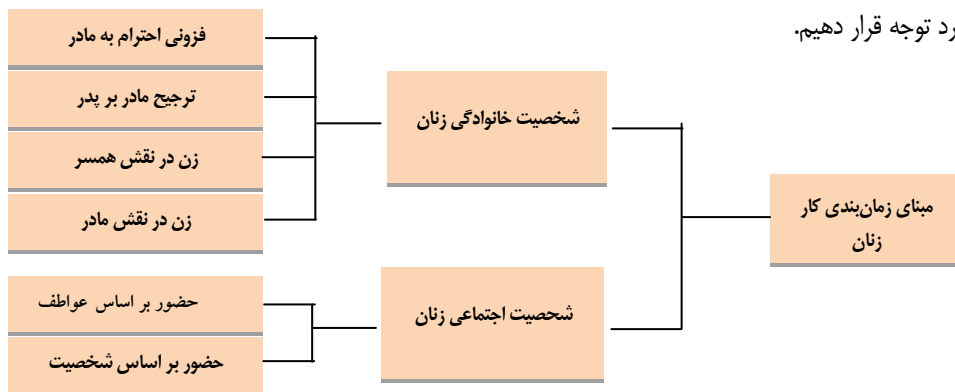 رد توجه قرار دهیم.
مبنای زمان‌بندی کار
زنان
شخصیت خانوادگی زنان
فزونی احترام به مادر
ترجیح مادر بر پدر
زن در نقش همسر
زن در نقش مادر
شحصیت اجتماعی زنان
حضور بر اساس عواطف
حضور بر اساس شخصیت